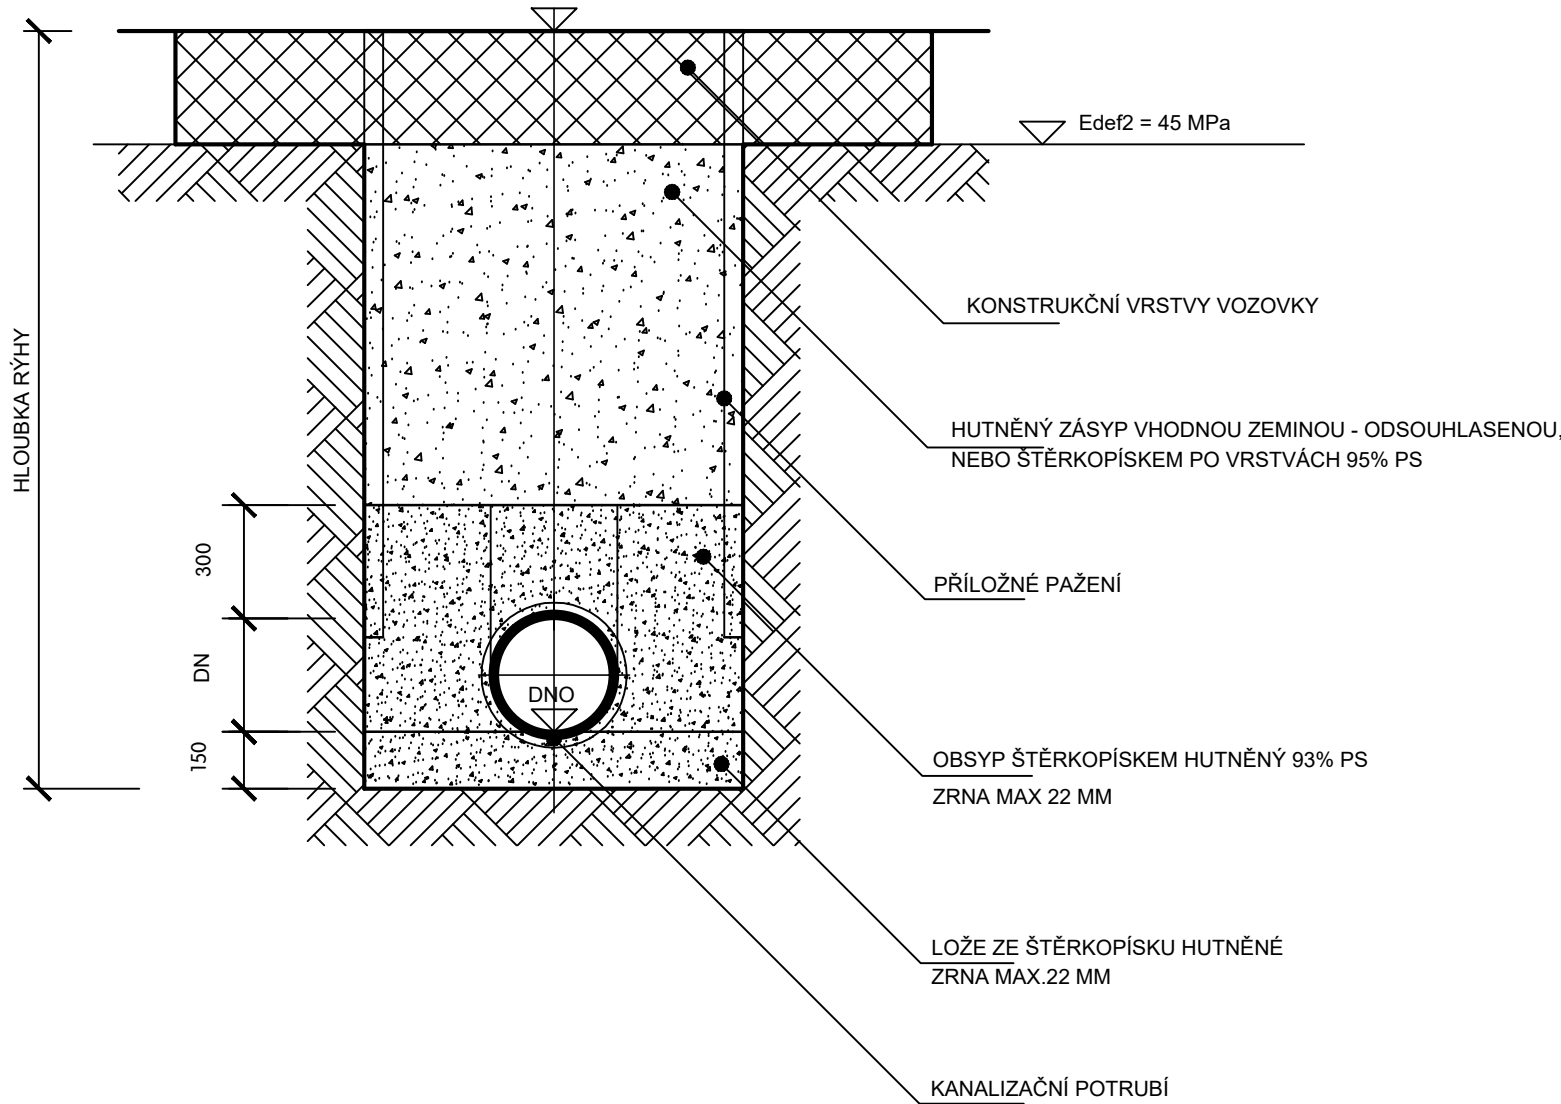 Edef2 = 45 MPa
KONSTRUKČNÍ VRSTVY VOZOVKY
HLOUBKA RÝHY
HUTNĚNÝ ZÁSYP VHODNOU ZEMINOU - ODSOUHLASENOU,
NEBO ŠTĚRKOPÍSKEM PO VRSTVÁCH 95% PS
300
PŘÍLOŽNÉ PAŽENÍ
DN
DNO
150
OBSYP ŠTĚRKOPÍSKEM HUTNĚNÝ 93% PS
ZRNA MAX 22 MM
LOŽE ZE ŠTĚRKOPÍSKU HUTNĚNÉ
ZRNA MAX.22 MM
KANALIZAČNÍ POTRUBÍ